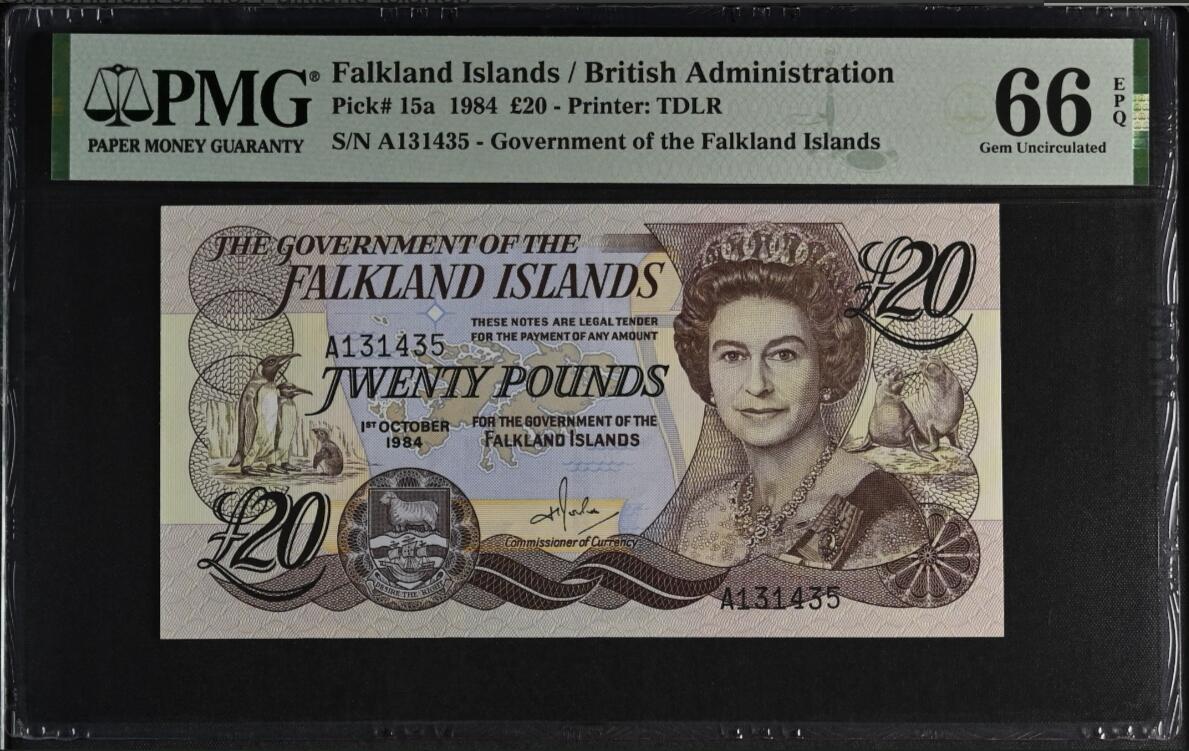 PMG®
PAPER MONEY GUARANTY
Falkland Islands / British Administration
Pick# 15a 1984 £20 - Printer: TDLR
S/N A131435 - Government of the Falkland Islands
66
EPQ
Gem Uncirculated
THE GOVERNMENT OF THE
FALKLAND ISLANDS
£20
THESE NOTES ARE LEGAL TENDER
FOR THE PAYMENT OF ANY AMOUNT
A131435
TWENTY POUNDS
1ST OCTOBER
1984
FOR THE GOVERNMENT OF THE
FALKLAND ISLANDS
£20
Commissioner of Currency
DESIRE THE RIGHT
A131435